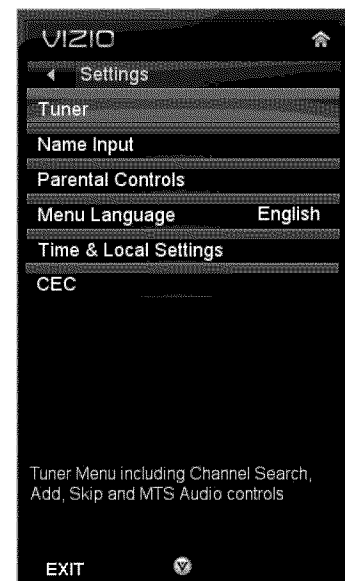 VIZIO
Settings
Tuner
Name Input
Parental Controls
Menu Language English
Time & Local Settings
CEC
Tuner Menu including Channel Search,
Add, Skip and MTS Audio controls
EXIT